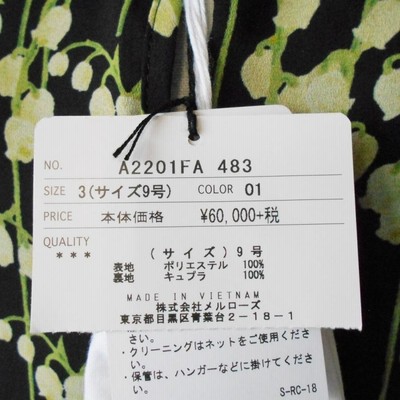 NO. A2201FA 483
SIZE 3(サイズ9号) COLOR 01
PRICE 本体価格 ¥60,000+税
QUALITY
***
(サイズ)9号
表地 ポリエステル 100%
裏地 キュプラ 100%
MADE IN VIETNAM
株式会社メルローズ
東京都目黒区青葉台2-18-1
・クリーニングはネットをご使用くださ
い。
・保管は、ハンガーなどに掛けてくださ
い。
S-RC-18